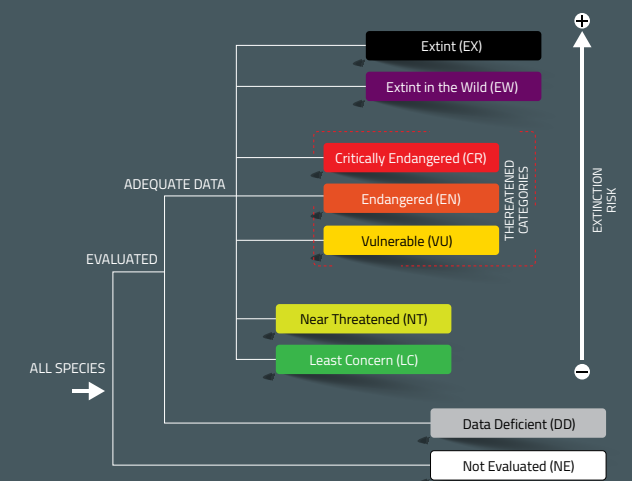 Extint (EX)
Extint in the Wild (EW)
Critically Endangered (CR)
ADEQUATE DATA
Endangered (EN)
THEREATENED
CATEGORIES
EXTINCTION
RISK
Vulnerable (VU)
EVALUATED
Near Threatened (NT)
Least Concern (LC)
ALL SPECIES
Data Deficient (DD)
Not Evaluated (NE)